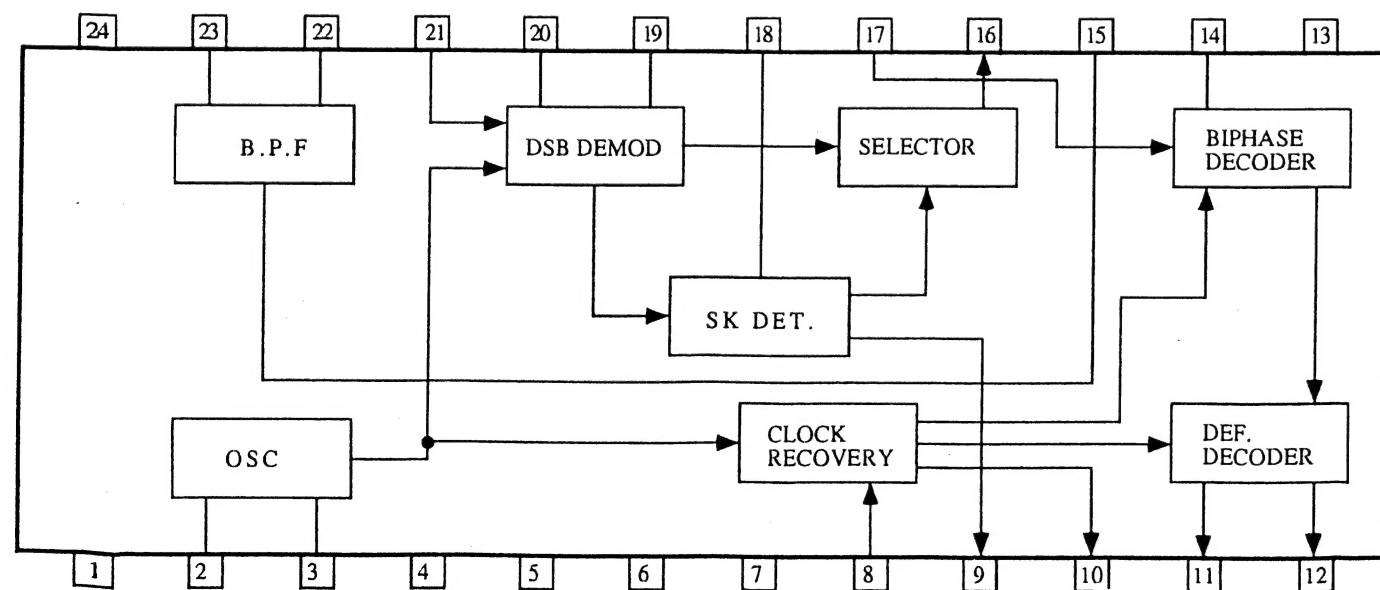 24 23 22 21 20 19 18 17 16 15 14 13
B.P.F
DSB DEMOD
SELECTOR
BIPHASE
DECODER
SK DET.
OSC
CLOCK
RECOVERY
DEF.
DECODER
1 2 3 4 5 6 7 8 9 10 11 12